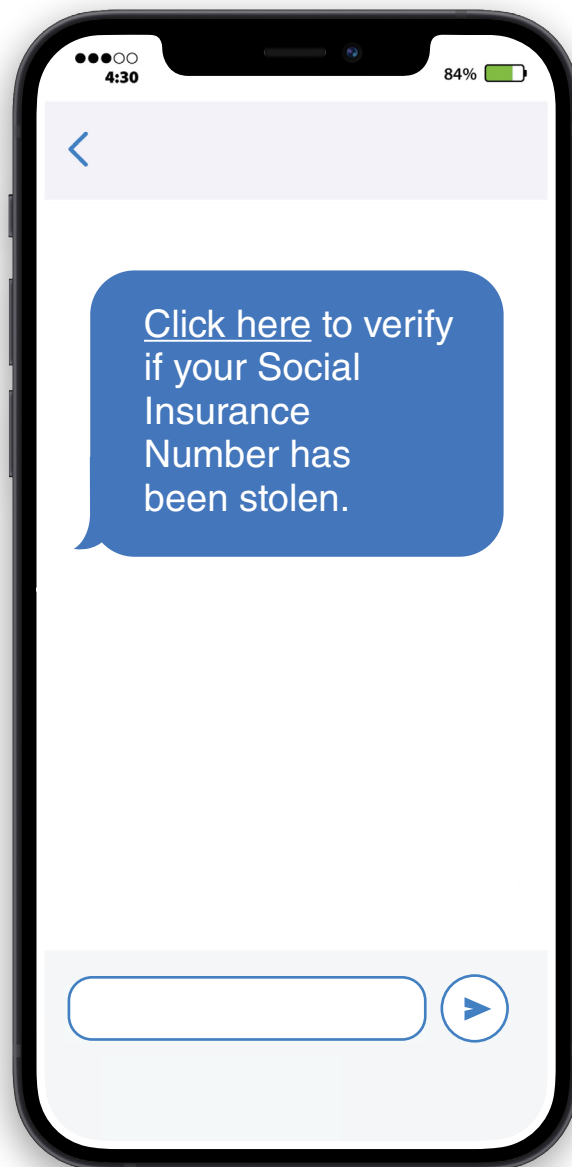 4:30
84%
Click here to verify
if your Social
Insurance
Number has
been stolen.